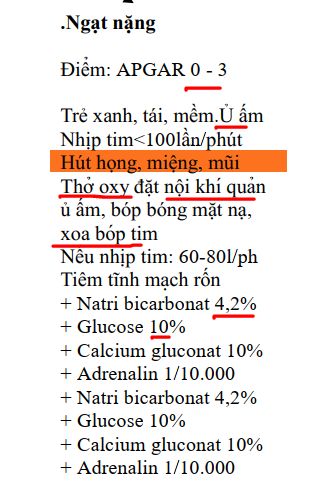 .Ngạt nặng
Điểm: APGAR 0 - 3
Trẻ xanh, tái, mềm.Ủ ấm
Nhịp tim<100lần/phút
Hút họng, miệng, mũi
Thở oxy đặt nội khí quản
ủ ấm, bóp bóng mặt nạ,
xoa bóp tim
Nếu nhịp tim: 60-80l/ph
Tiêm tĩnh mạch rốn
+ Natri bicarbonat 4,2%
+ Glucose 10%
+ Calcium gluconat 10%
+ Adrenalin 1/10.000
+ Natri bicarbonat 4,2%
+ Glucose 10%
+ Calcium gluconat 10%
+ Adrenalin 1/10.000